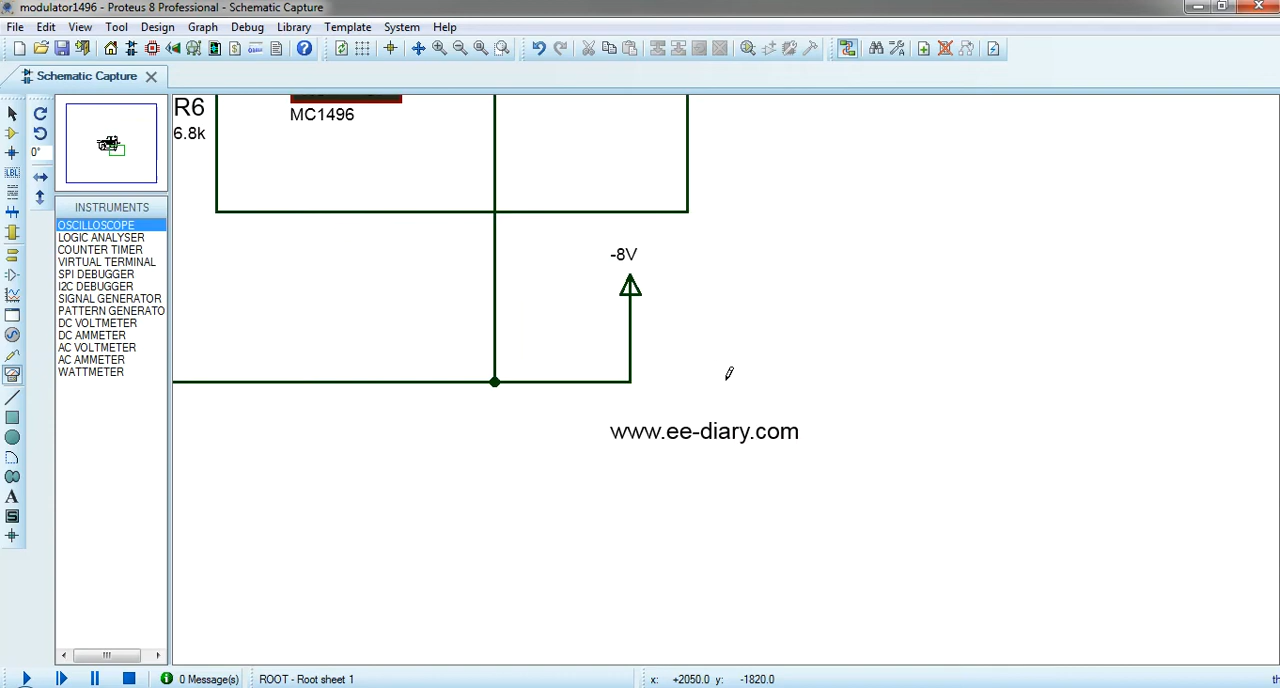 modulator1496 - Proteus 8 Professional - Schematic Capture
File Edit View Tool Design Graph Debug Library Template System Help
Schematic Capture
R6
6.8k
MC1496
0°
LBL
INSTRUMENTS
OSCILLOSCOPE
LOGIC ANALYSER
COUNTER TIMER
VIRTUAL TERMINAL
SPI DEBUGGER
I2C DEBUGGER
SIGNAL GENERATOR
PATTERN GENERATO
DC VOLTMETER
DC AMMETER
AC VOLTMETER
AC AMMETER
WATTMETER
-8V
www.ee-diary.com
A
S
0 Message(s) ROOT - Root sheet 1 x: +2050.0 y: -1820.0 th